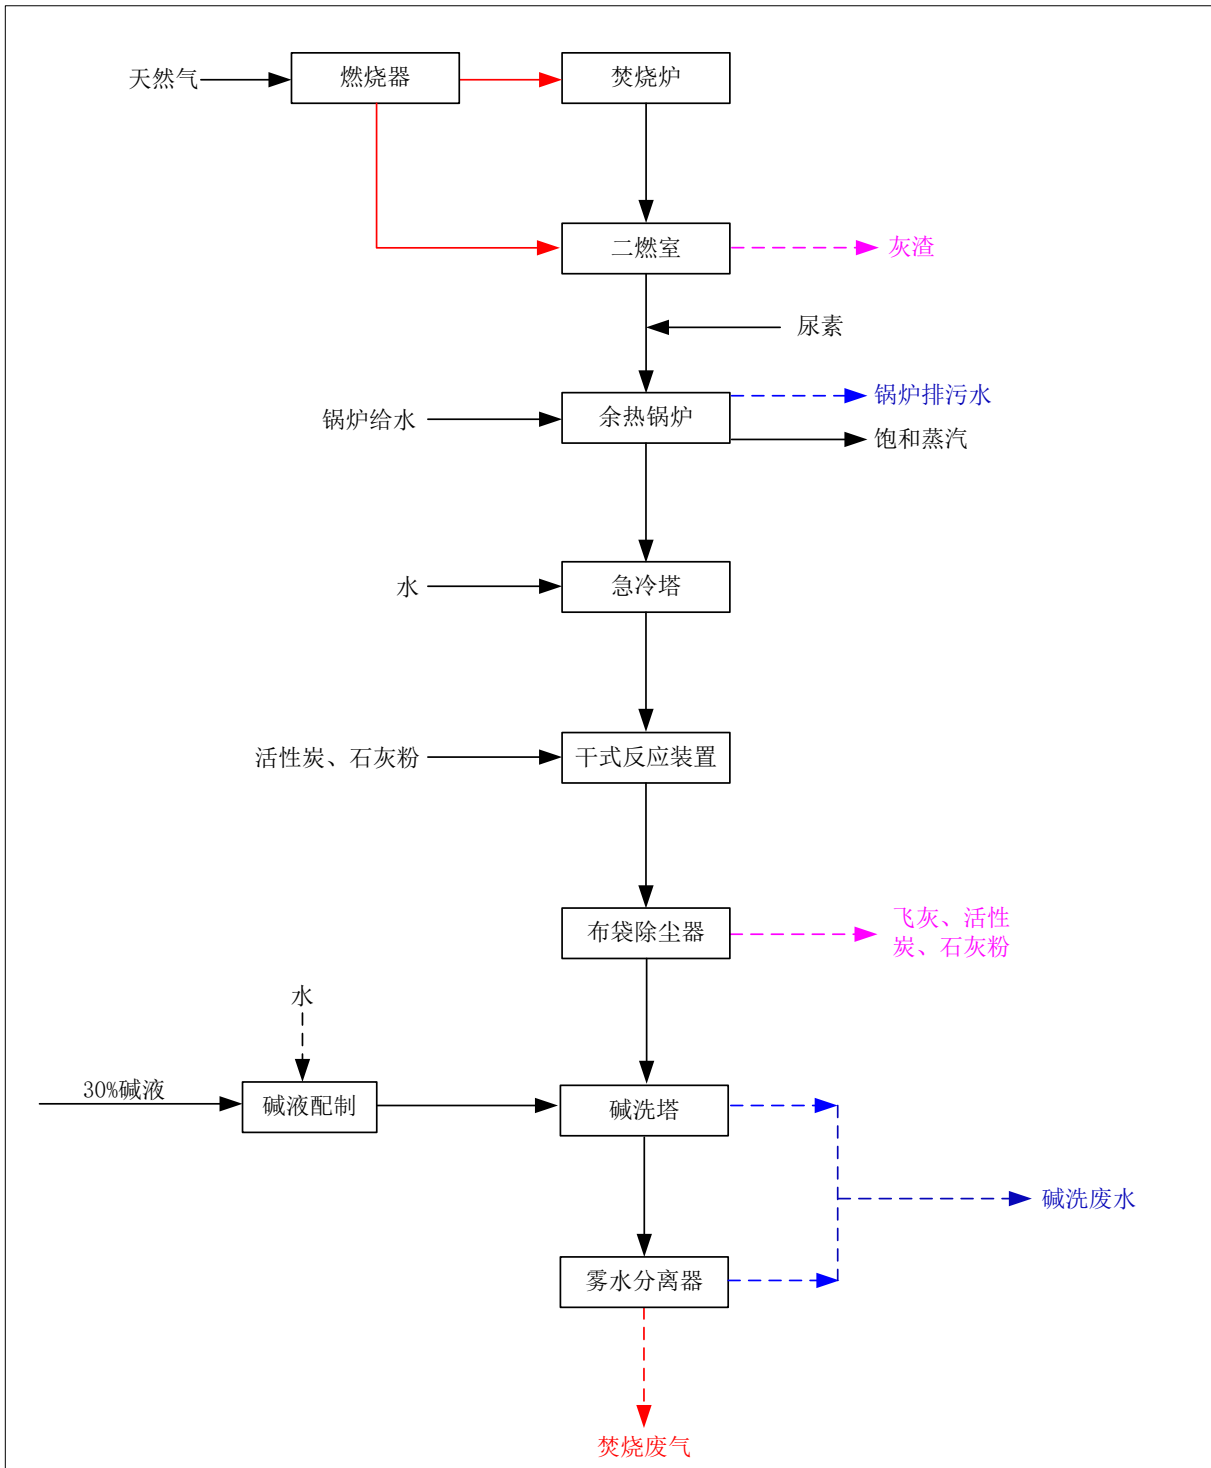 天然气
燃烧器
焚烧炉
二燃室
灰渣
尿素
锅炉给水
余热锅炉
锅炉排污水
饱和蒸汽
水
急冷塔
活性炭、石灰粉
干式反应装置
布袋除尘器
飞灰、活性
炭、石灰粉
水
30%碱液
碱液配制
碱洗塔
碱洗废水
雾水分离器
焚烧废气